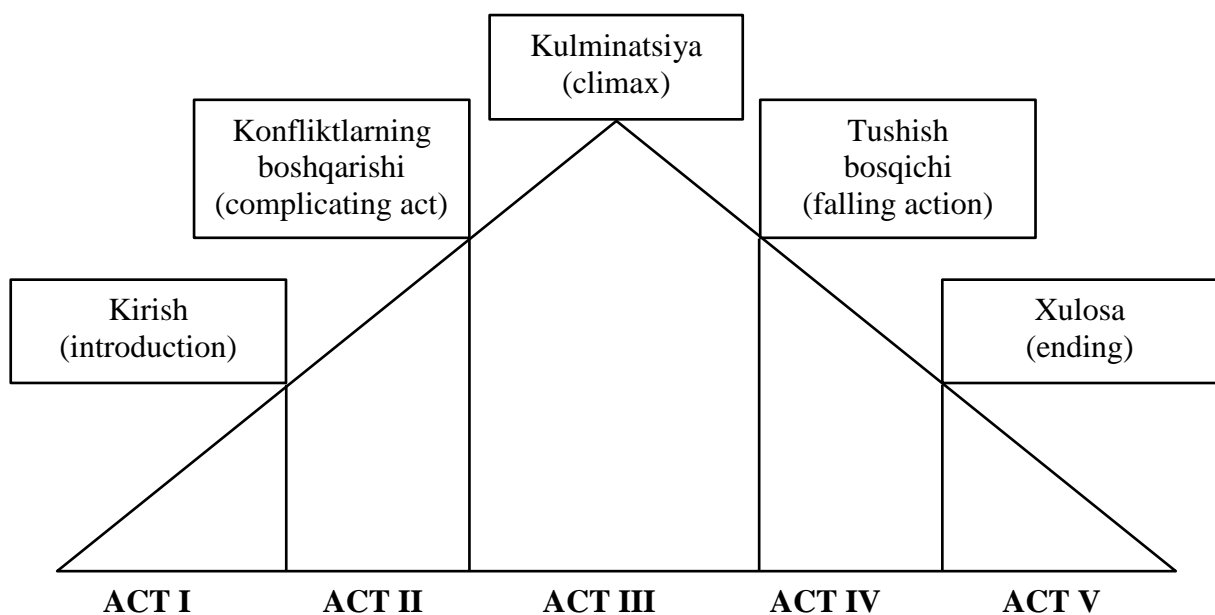 Kulminatsiya
(climax)
Konfliktlarning
boshqarishi
(complicating act)
Tushish
bosqichi
(falling action)
Kirish
(introduction)
Xulosa
(ending)
ACT I
ACT II
ACT III
ACT IV
ACT V